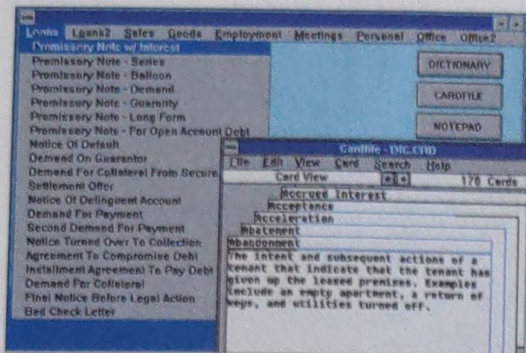 Loans Loans2 Sales Goods Employment Meetings Personal Office Office2
Promissory Note w/ Interest
Promissory Note - Series
Promissory Note - Balloon
Promissory Note - Demand
Promissory Note - Guaranty
Promissory Note - Long Form
Promissory Note - For Open Account Debt
Notice Of Default
Demand On Guarantor
Demand For Collateral From Secure
Settlement Offer
Notice Of Delinquent Account
Demand For Payment
Second Demand For Payment
Notice Turned Over To Collection
Agreement To Compromise Debt
Installment Agreement To Pay Debt
Demand For Collateral
Final Notice Before Legal Action
Bad Check Letter
DICTIONARY
CARDFILE
NOTEPAD
Cardfile - DIC.CRD
File Edit View Card Search Help
Card View 170 Cards
Accrued Interest
Acceptance
Acceleration
Abatement
Abandonment
The intent and subsequent actions of a
tenant that indicate that the tenant has
given up the leased premises. Examples
include an empty apartment, a return of
keys, and utilities turned off.